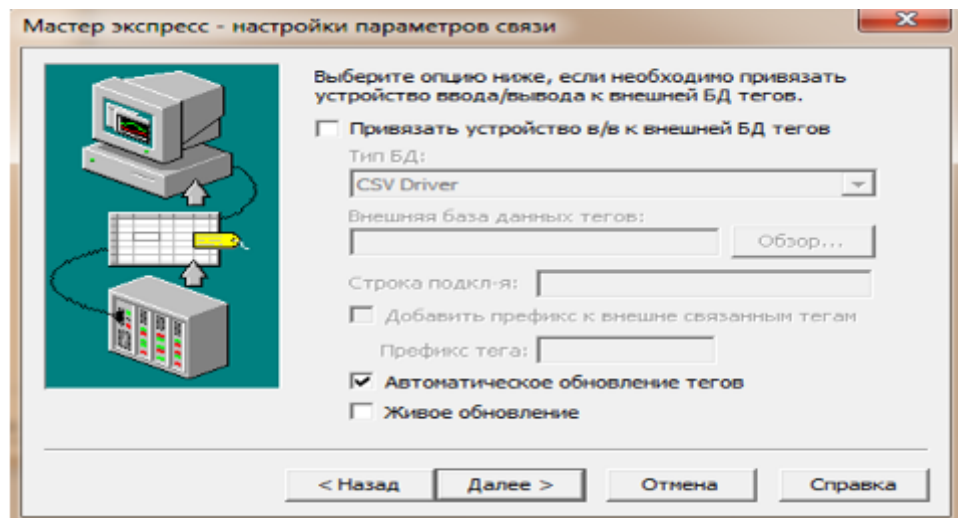 Мастер экспресс - настройки параметров связи
Выберите опцию ниже, если необходимо привязать
устройство ввода/вывода к внешней БД тегов.
Привязать устройство в/в к внешней БД тегов
Тип БД:
CSV Driver
Внешняя база данных тегов:
Обзор...
Строка подкл-я:
Добавить префикс к внешне связанным тегам
Префикс тега:
Автоматическое обновление тегов
Живое обновление
< Назад
Далее >
Отмена
Справка